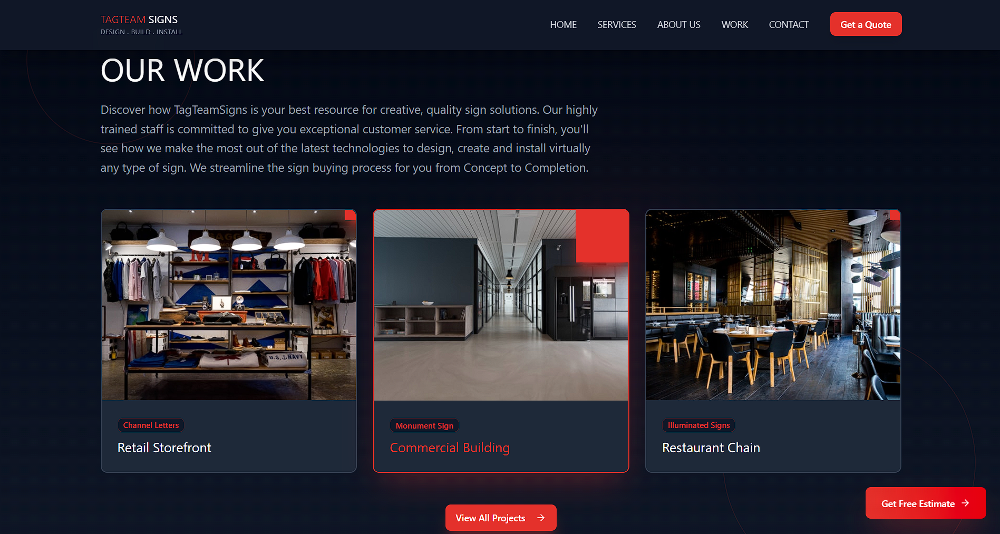 TAGTEAM SIGNS
DESIGN . BUILD . INSTALL
HOME
SERVICES
ABOUT US
WORK
CONTACT
Get a Quote
OUR WORK
Discover how TagTeamSigns is your best resource for creative, quality sign solutions. Our highly
trained staff is committed to give you exceptional customer service. From start to finish, you'll
see how we make the most out of the latest technologies to design, create and install virtually
any type of sign. We streamline the sign buying process for you from Concept to Completion.
M
U.S. NAVY
Channel Letters
Retail Storefront
Monument Sign
Commercial Building
Illuminated Signs
Restaurant Chain
Get Free Estimate →
View All Projects →